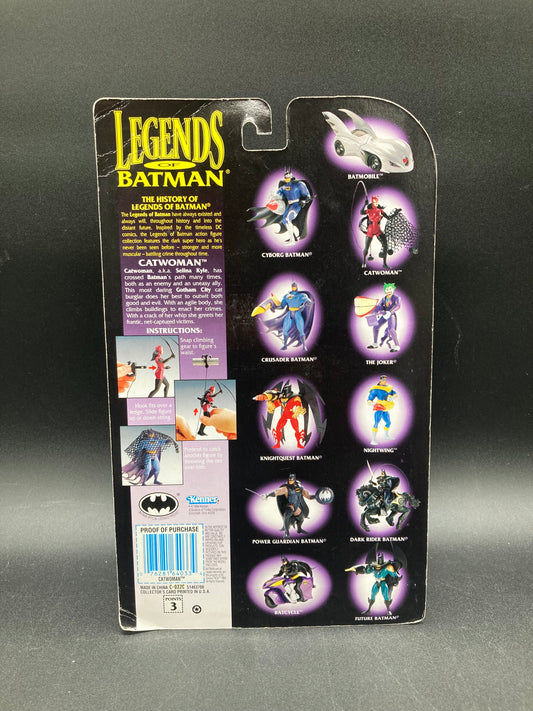 LEGENDS
OF
BATMAN®
THE HISTORY OF
LEGENDS OF BATMAN®
The Legends of Batman have always existed and
always will, throughout history and into the
distant future. Inspired by the timeless DC
comics, the Legends of Batman action figure
collection features the dark super hero as he's
never been seen before – stronger and more
muscular – battling crime throughout time.
CATWOMAN™
Catwoman, a.k.a. Selina Kyle, has
crossed Batman's path many times,
both as an enemy and an uneasy ally.
This most daring Gotham City cat
burglar does her best to outwit both
good and evil. With an agile body, she
climbs buildings to enact her crimes.
With a crack of her whip she greets her
frantic, net-captured victims.
INSTRUCTIONS:
Snap climbing
gear to figure's
waist.
Hook fits over a
ledge. Slide figure
up or down string.
Pretend to catch
another figure by
throwing the net
over him.
Kenner
PROOF OF PURCHASE
0 76281 64033 4
CATWOMAN™
MADE IN CHINA C-022C
COLLECTOR'S CARD PRINTED IN U.S.A.
POINTS
3
BATMOBILE™
CYBORG BATMAN®
CATWOMAN™
CRUSADER BATMAN®
THE JOKER™
KNIGHTQUEST BATMAN®
NIGHTWING™
POWER GUARDIAN BATMAN®
DARK RIDER BATMAN®
BATCYCLE™
FUTURE BATMAN®